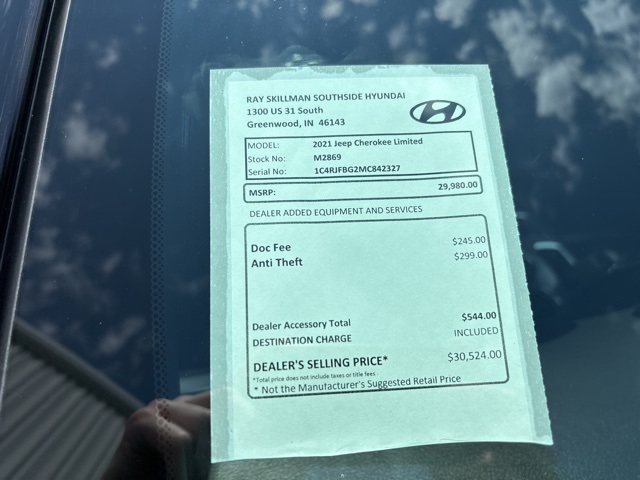 RAY SKILLMAN SOUTHSIDE HYUNDAI
1300 US 31 South
Greenwood, IN 46143
MODEL: 2021 Jeep Cherokee Limited
Stock No: M2869
Serial No: 1C4RJFBG2MC842327
MSRP: 29,980.00
DEALER ADDED EQUIPMENT AND SERVICES
Doc Fee $245.00
Anti Theft $299.00
Dealer Accessory Total $544.00
DESTINATION CHARGE INCLUDED
DEALER'S SELLING PRICE* $30,524.00
*Total price does not include taxes or title fees
* Not the Manufacturer's Suggested Retail Price